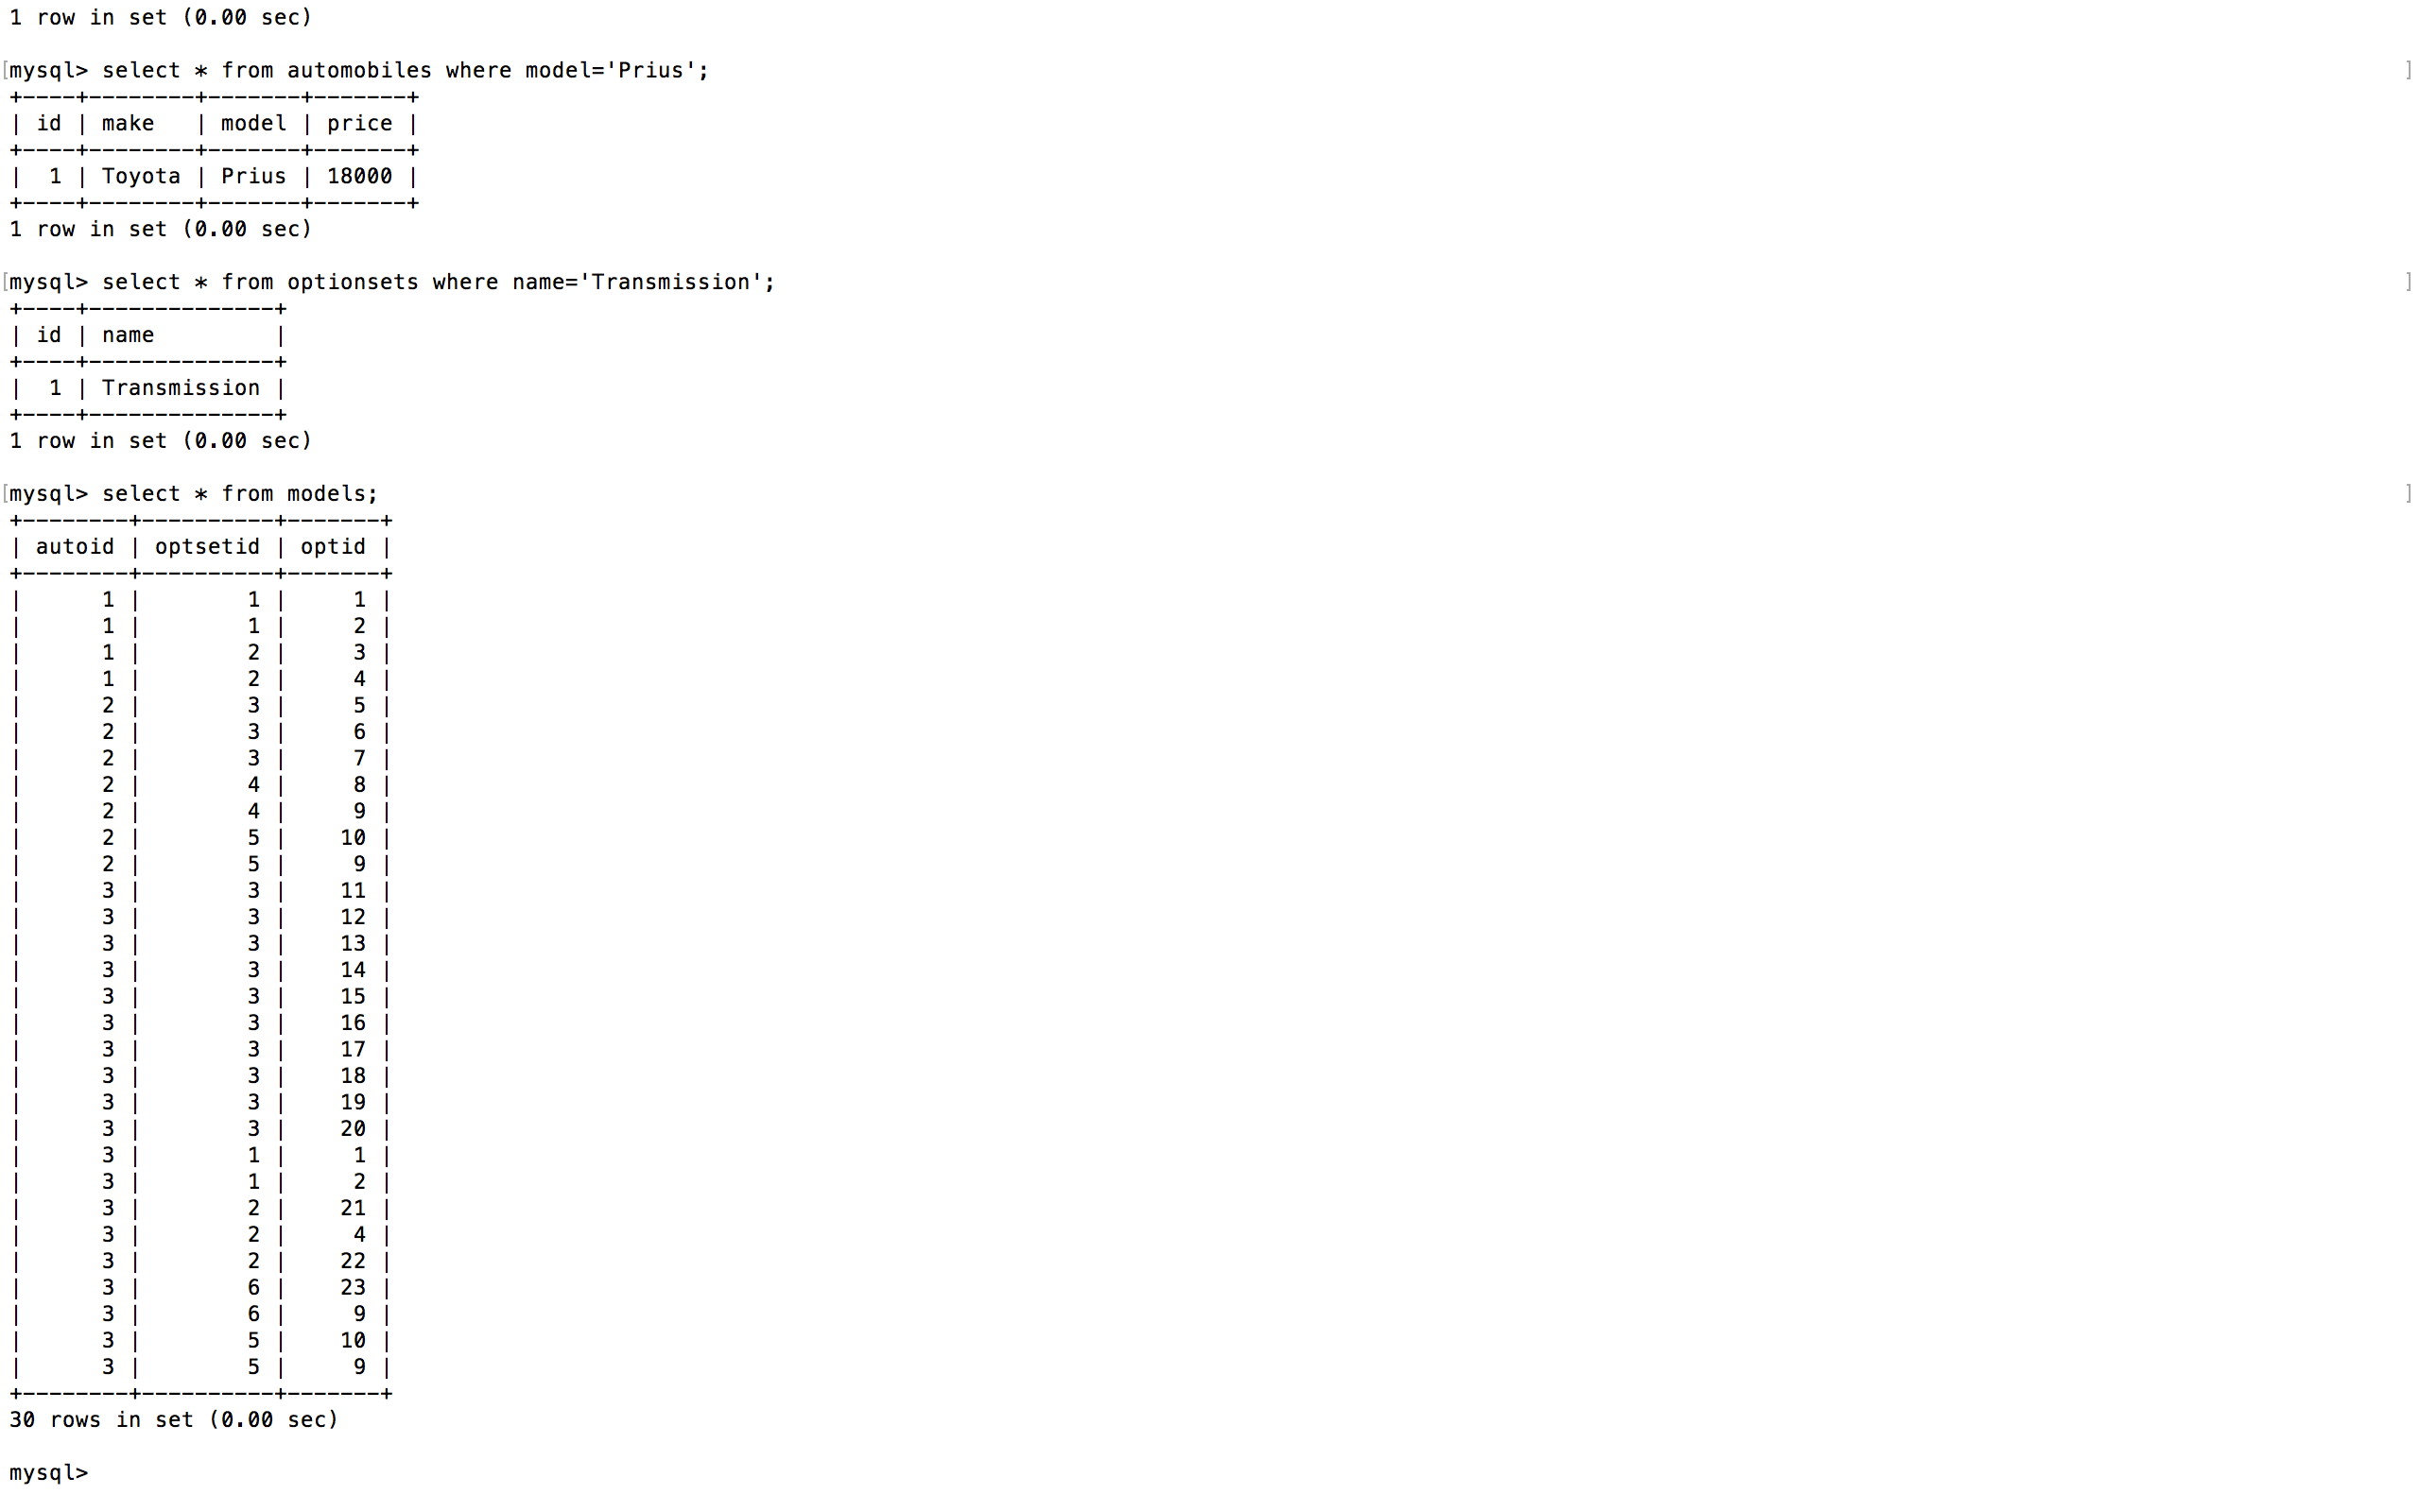 1 row in set (0.00 sec)
[mysql> select * from automobiles where model='Prius'; ]
+----+--------+-------+-------+
| id | make   | model | price |
+----+--------+-------+-------+
|  1 | Toyota | Prius | 18000 |
+----+--------+-------+-------+
1 row in set (0.00 sec)
[mysql> select * from optionsets where name='Transmission'; ]
+----+--------------+
| id | name         |
+----+--------------+
|  1 | Transmission |
+----+--------------+
1 row in set (0.00 sec)
[mysql> select * from models; ]
+--------+----------+-------+
| autoid | optsetid | optid |
+--------+----------+-------+
|      1 |        1 |     1 |
|      1 |        1 |     2 |
|      1 |        2 |     3 |
|      1 |        2 |     4 |
|      2 |        3 |     5 |
|      2 |        3 |     6 |
|      2 |        3 |     7 |
|      2 |        4 |     8 |
|      2 |        4 |     9 |
|      2 |        5 |    10 |
|      2 |        5 |     9 |
|      3 |        3 |    11 |
|      3 |        3 |    12 |
|      3 |        3 |    13 |
|      3 |        3 |    14 |
|      3 |        3 |    15 |
|      3 |        3 |    16 |
|      3 |        3 |    17 |
|      3 |        3 |    18 |
|      3 |        3 |    19 |
|      3 |        3 |    20 |
|      3 |        1 |     1 |
|      3 |        1 |     2 |
|      3 |        2 |    21 |
|      3 |        2 |     4 |
|      3 |        2 |    22 |
|      3 |        6 |    23 |
|      3 |        6 |     9 |
|      3 |        5 |    10 |
|      3 |        5 |     9 |
+--------+----------+-------+
30 rows in set (0.00 sec)
mysql>